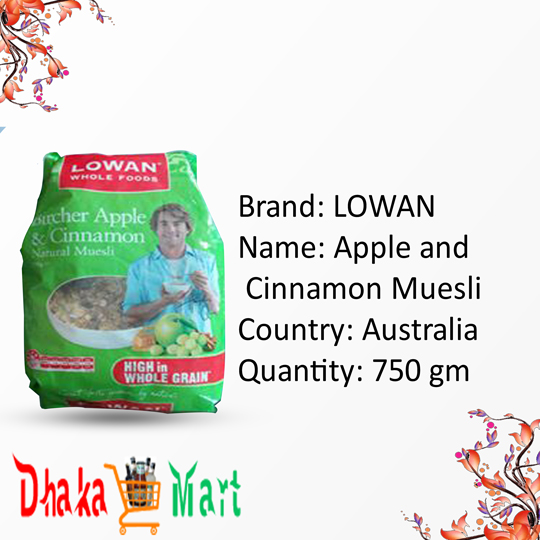 LOWAN
WHOLE FOODS
Bircher Apple
& Cinnamon
Natural Muesli
HIGH in
WHOLE GRAIN
Brand: LOWAN
Name: Apple and
Cinnamon Muesli
Country: Australia
Quantity: 750 gm
Dhaka Mart